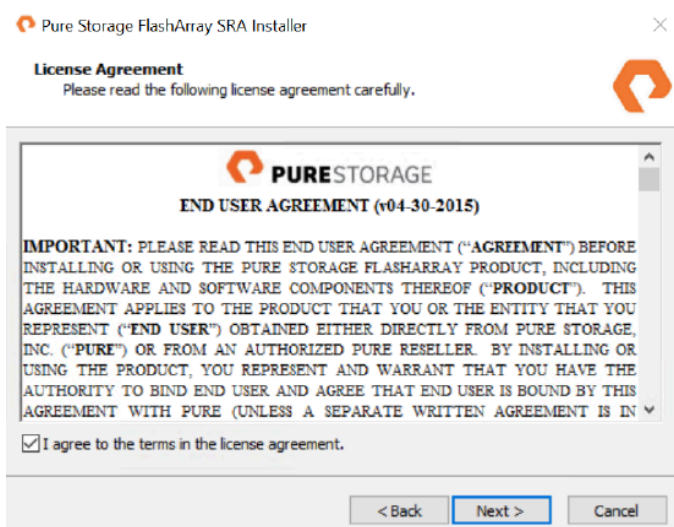 Pure Storage FlashArray SRA Installer
License Agreement
Please read the following license agreement carefully.
PURESTORAGE
END USER AGREEMENT (v04-30-2015)
IMPORTANT: PLEASE READ THIS END USER AGREEMENT (“AGREEMENT”) BEFORE
INSTALLING OR USING THE PURE STORAGE FLASHARRAY PRODUCT, INCLUDING
THE HARDWARE AND SOFTWARE COMPONENTS THEREOF (“PRODUCT”). THIS
AGREEMENT APPLIES TO THE PRODUCT THAT YOU OR THE ENTITY THAT YOU
REPRESENT (“END USER”) OBTAINED EITHER DIRECTLY FROM PURE STORAGE,
INC. (“PURE”) OR FROM AN AUTHORIZED PURE RESELLER. BY INSTALLING OR
USING THE PRODUCT, YOU REPRESENT AND WARRANT THAT YOU HAVE THE
AUTHORITY TO BIND END USER AND AGREE THAT END USER IS BOUND BY THIS
AGREEMENT WITH PURE (UNLESS A SEPARATE WRITTEN AGREEMENT IS IN
I agree to the terms in the license agreement.
< Back Next > Cancel